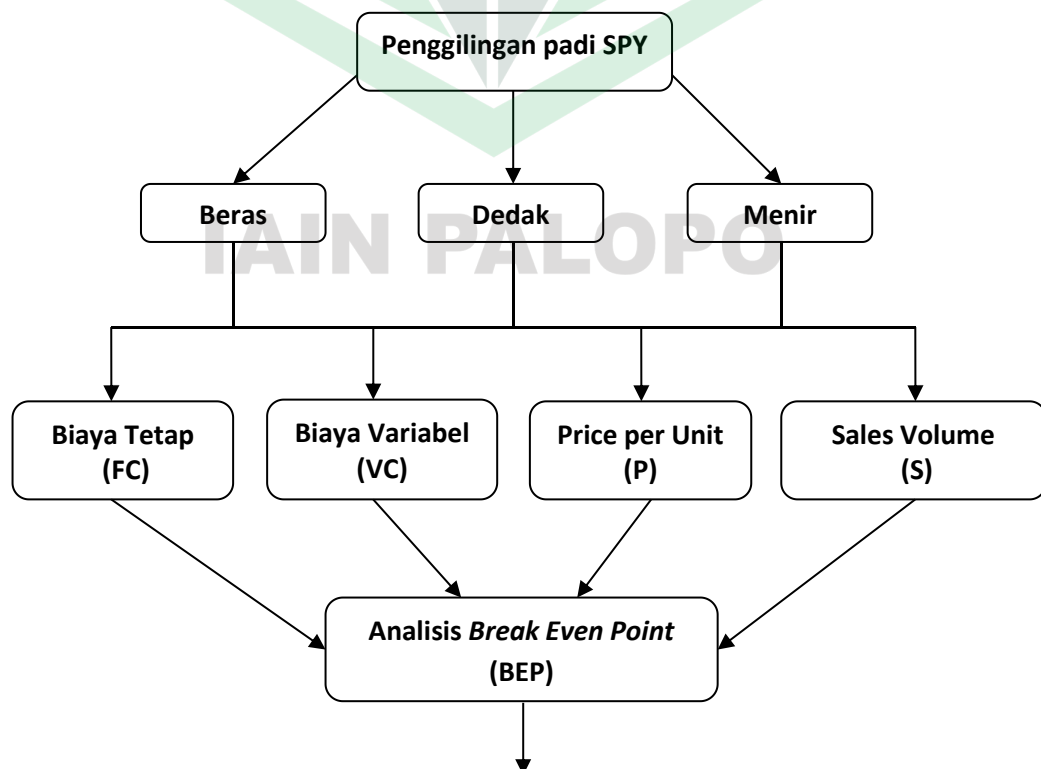 Penggilingan padi SPY
Beras
Dedak
Menir
IAIN PALOPO
Biaya Tetap
(FC)
Biaya Variabel
(VC)
Price per Unit
(P)
Sales Volume
(S)
Analisis Break Even Point
(BEP)